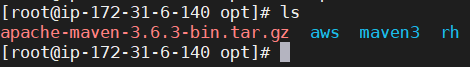 [root@ip-172-31-6-140 opt]# ls
apache-maven-3.6.3-bin.tar.gz  aws  maven3  rh
[root@ip-172-31-6-140 opt]#